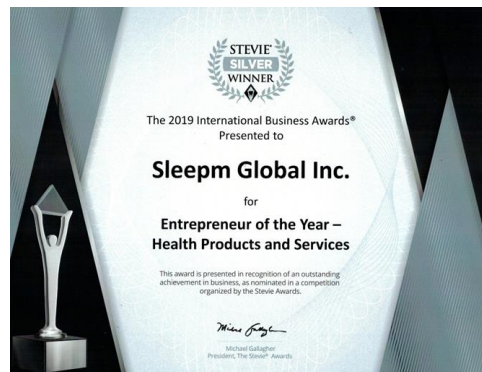 STEVIE®
SILVER
WINNER
The 2019 International Business Awards®
Presented to
Sleepm Global Inc.
for
Entrepreneur of the Year –
Health Products and Services
This award is presented in recognition of an outstanding
achievement in business, as nominated in a competition
organized by the Stevie Awards.
Michael Gallagher
President, The Stevie® Awards